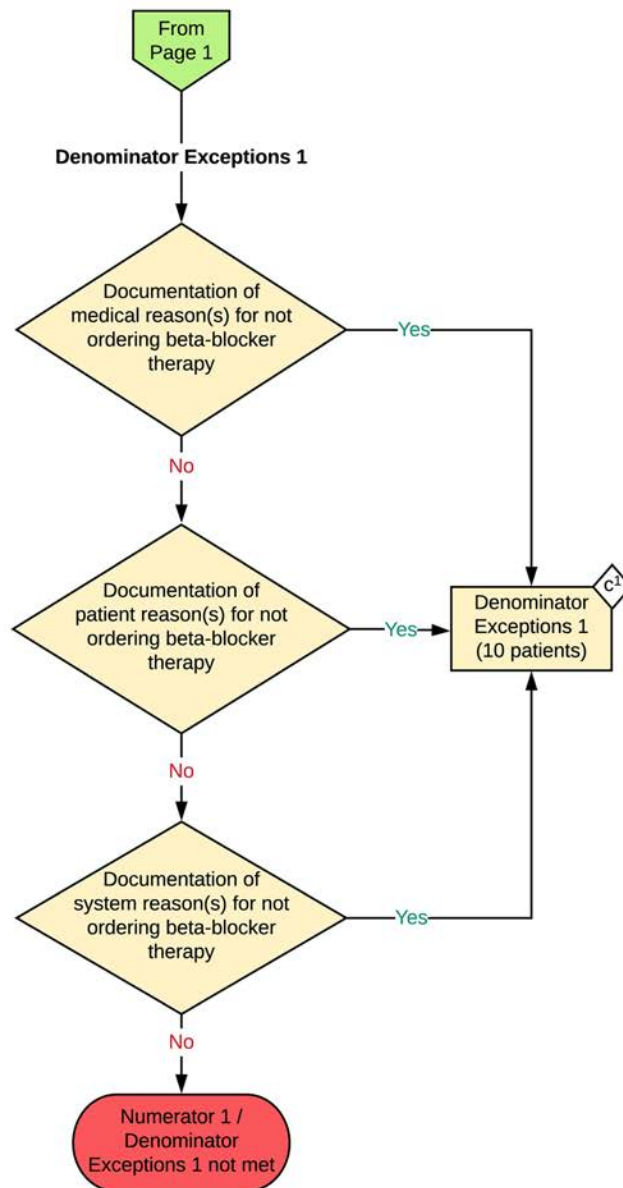 From
Page 1
Denominator Exceptions 1
Documentation of
medical reason(s) for not
ordering beta-blocker
therapy
Yes
No
Documentation of
patient reason(s) for not
ordering beta-blocker
therapy
Yes
c¹
Denominator
Exceptions 1
(10 patients)
No
Documentation of
system reason(s) for not
ordering beta-blocker
therapy
Yes
No
Numerator 1 /
Denominator
Exceptions 1 not met